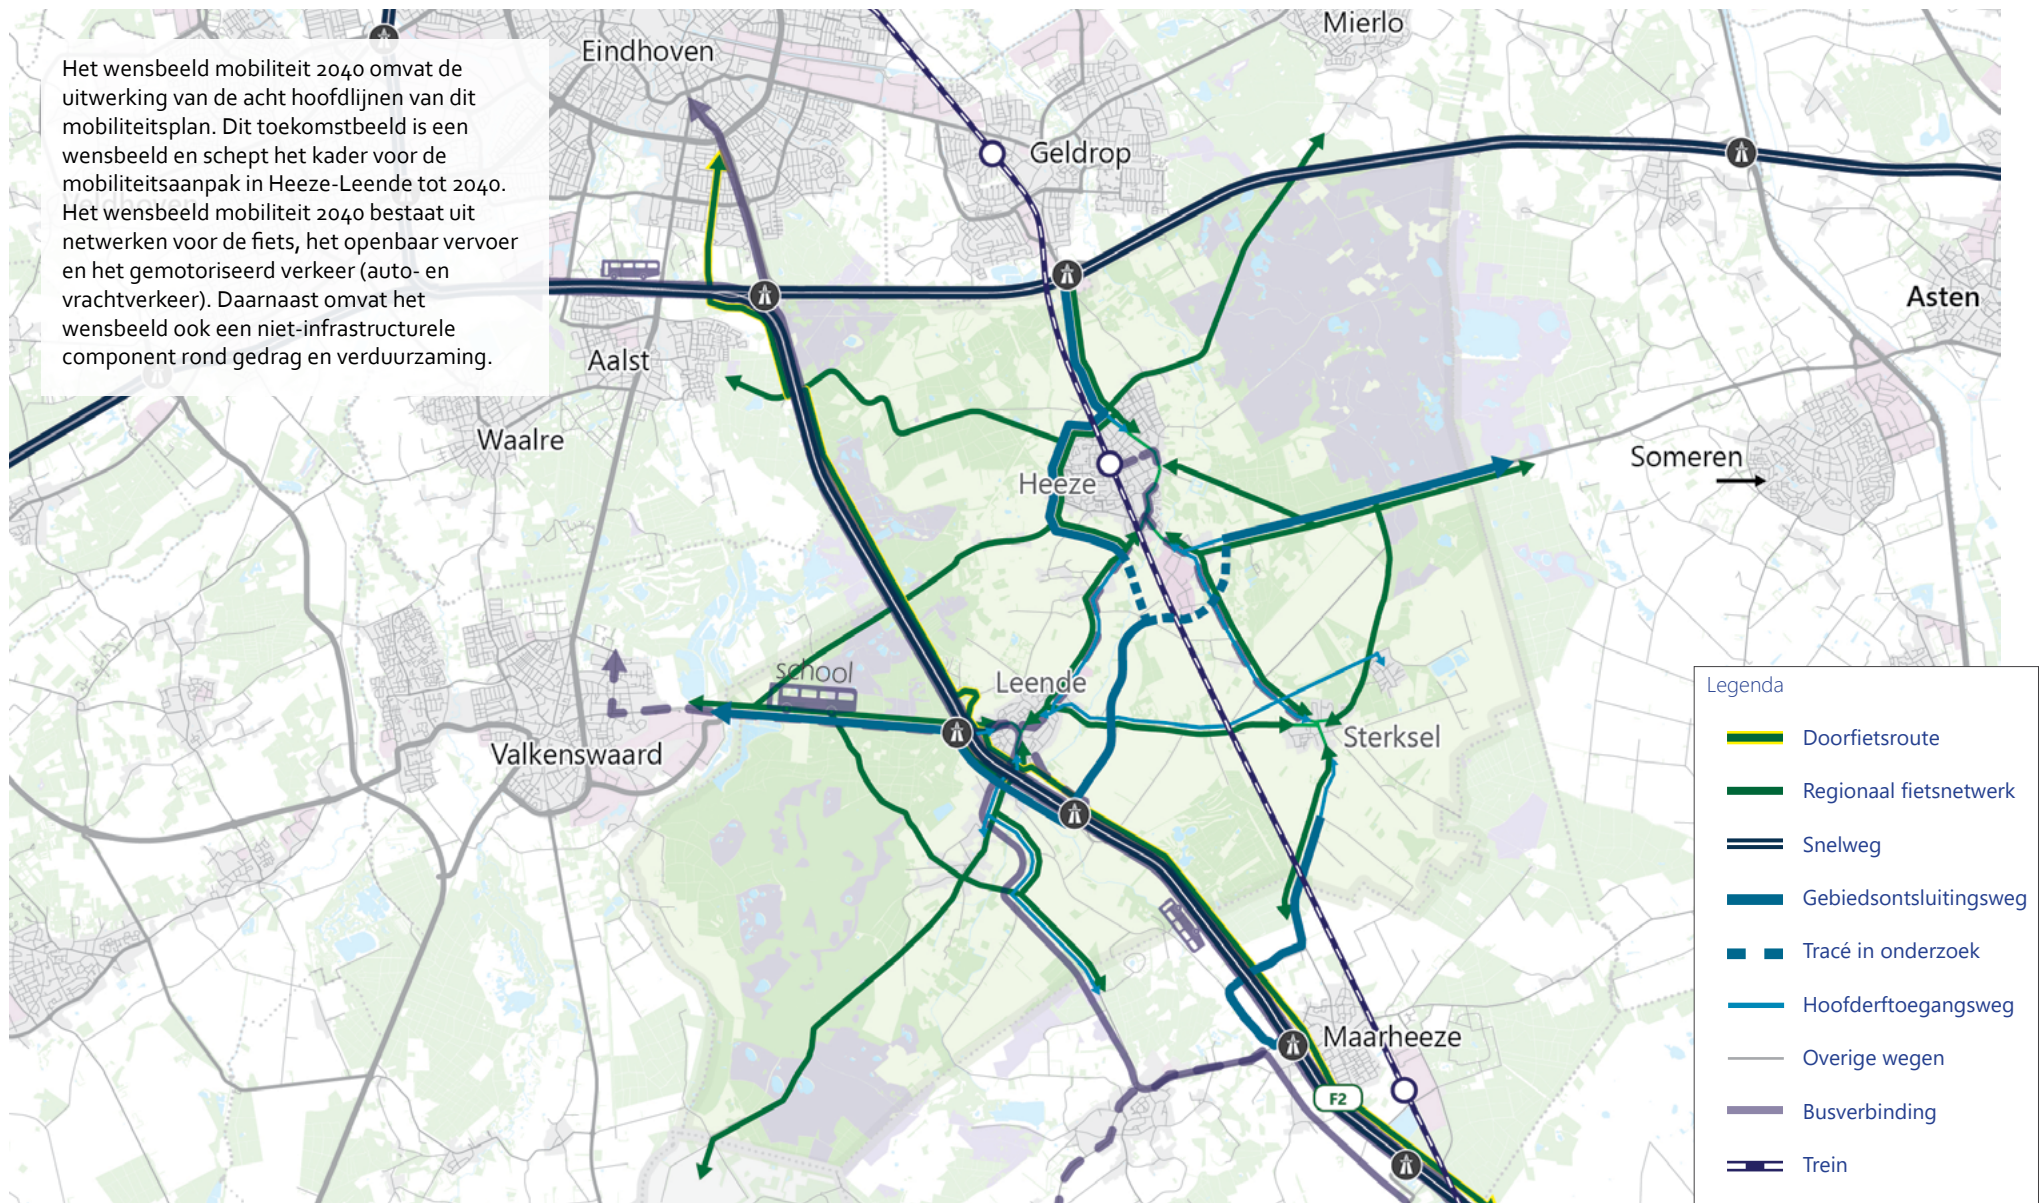 Het wensbeeld mobiliteit 2040 omvat de
uitwerking van de acht hoofdlijnen van dit
mobiliteitsplan. Dit toekomstbeeld is een
wensbeeld en schept het kader voor de
mobiliteitsaanpak in Heeze-Leende tot 2040.
Het wensbeeld mobiliteit 2040 bestaat uit
netwerken voor de fiets, het openbaar vervoer
en het gemotoriseerd verkeer (auto- en
vrachtverkeer). Daarnaast omvat het
wensbeeld ook een niet-infrastructurele
component rond gedrag en verduurzaming.
Eindhoven
Mierlo
Geldrop
Veldhoven
Asten
Aalst
Waalre
Someren
Heeze
school
Leende
Valkenswaard
Sterksel
Maarheeze
F2
Legenda
Doorfietsroute
Regionaal fietsnetwerk
Snelweg
Gebiedsontsluitingsweg
Tracé in onderzoek
Hoofderftoegangsweg
Overige wegen
Busverbinding
Trein